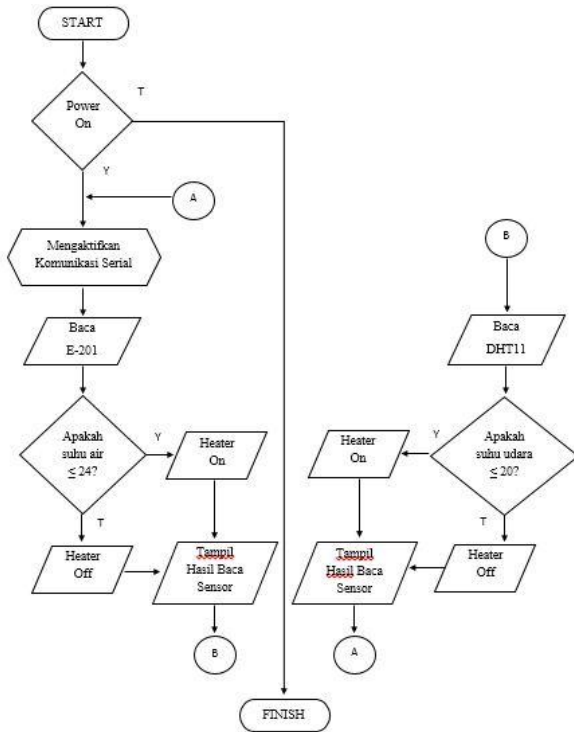 START
Power
On
T
Y
A
Mengaktifkan
Komunikasi Serial
Baca
E-201
Apakah
suhu air
≤ 24?
Y
Heater
On
T
Heater
Off
Tampil
Hasil Baca
Sensor
B
B
Baca
DHT11
Apakah
suhu udara
≤ 20?
Y
Heater
On
T
Heater
Off
Tampil
Hasil Baca
Sensor
A
FINISH